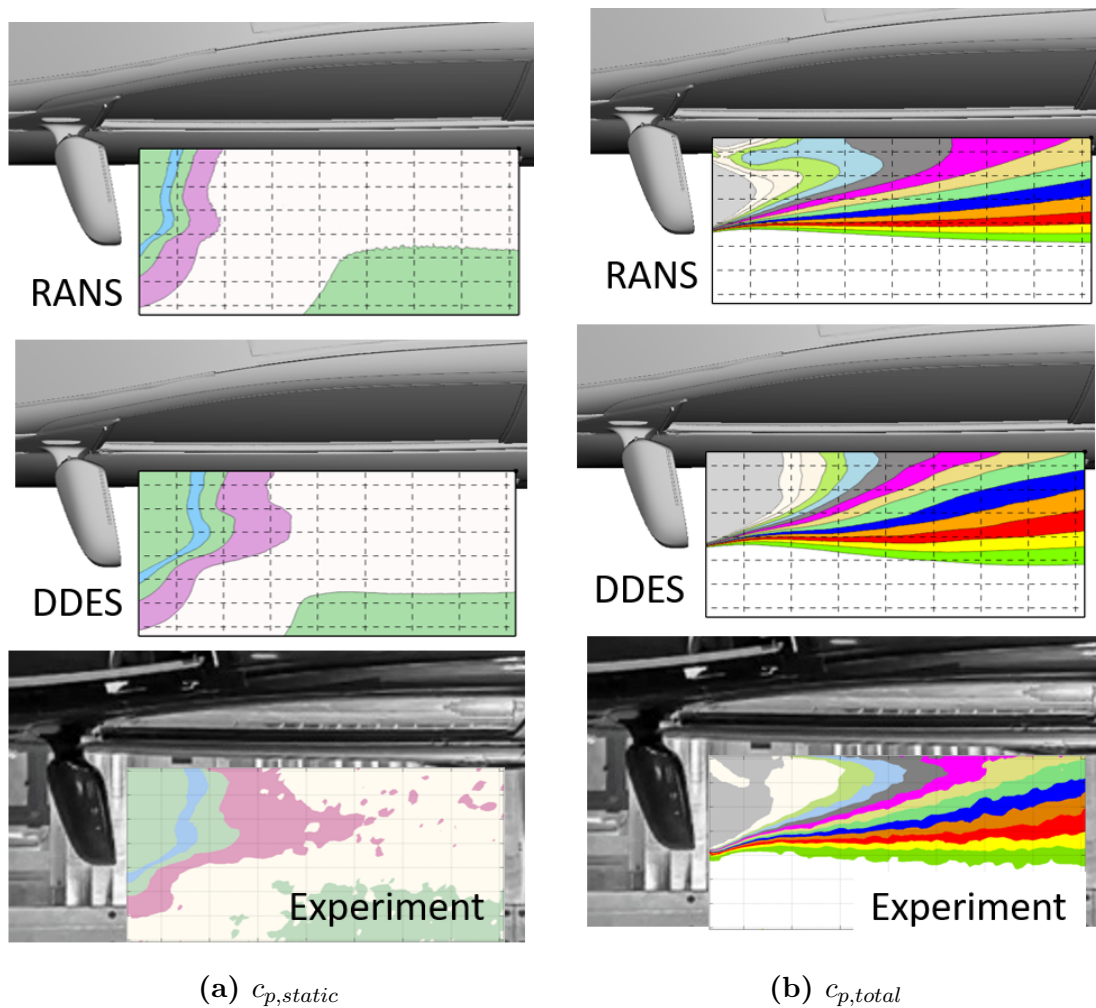 RANS
RANS
DDES
DDES
Experiment
Experiment
(a) c_{p,static}
(b) c_{p,total}